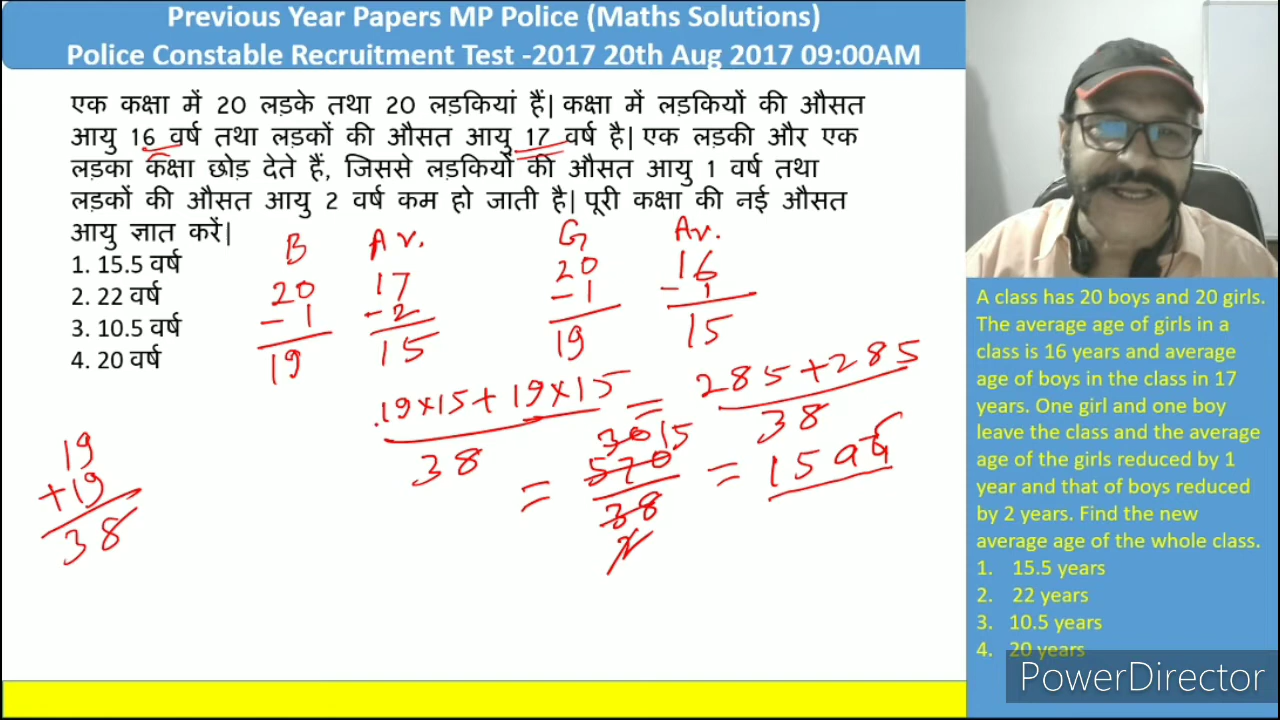 Previous Year Papers MP Police (Maths Solutions)
Police Constable Recruitment Test -2017 20th Aug 2017 09:00AM
एक कक्षा में 20 लड़के तथा 20 लड़कियां हैं| कक्षा में लड़कियों की औसत
आयु 16 वर्ष तथा लड़कों की औसत आयु 17 वर्ष है| एक लड़की और एक
लड़का कक्षा छोड़ देते हैं, जिससे लड़कियों की औसत आयु 1 वर्ष तथा
लड़कों की औसत आयु 2 वर्ष कम हो जाती है| पूरी कक्षा की नई औसत
आयु ज्ञात करें|
1. 15.5 वर्ष
2. 22 वर्ष
3. 10.5 वर्ष
4. 20 वर्ष
B Av. G Av.
20 17 20 16
-1 -2 -1 -1
19 15 19 15
19×15+19×15 = 285+285
38 38
19
+19
38
= 570 = 15 वर्ष
38
30 15
2
A class has 20 boys and 20 girls.
The average age of girls in a
class is 16 years and average
age of boys in the class in 17
years. One girl and one boy
leave the class and the average
age of the girls reduced by 1
year and that of boys reduced
by 2 years. Find the new
average age of the whole class.
1. 15.5 years
2. 22 years
3. 10.5 years
4. 20 years
PowerDirector